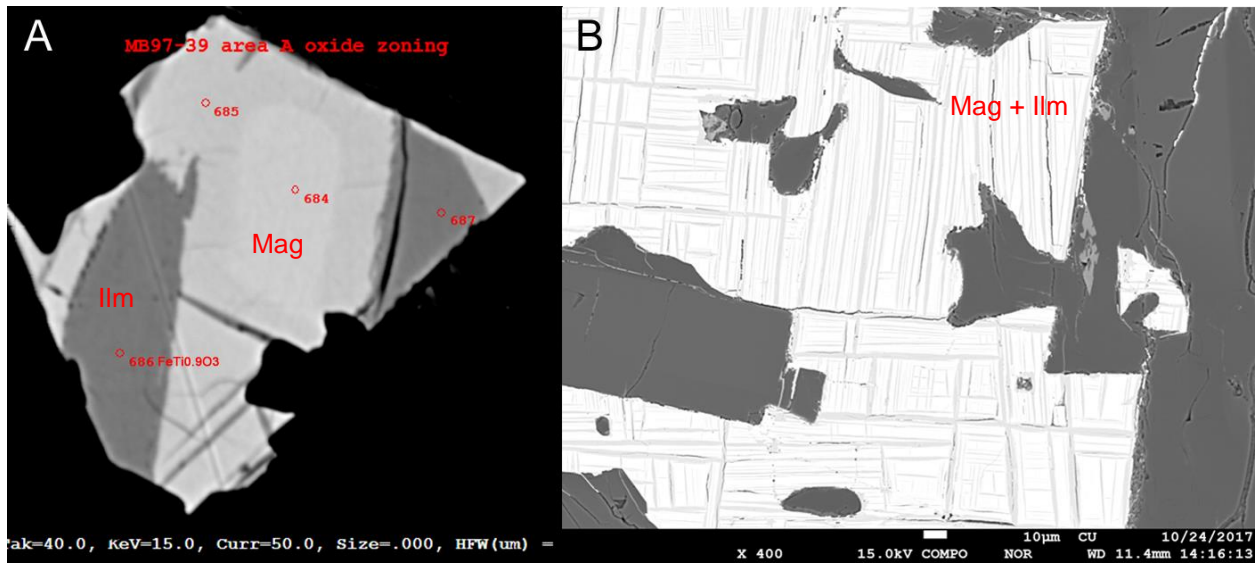 A
MB97-39 area A oxide zoning
685
684
687
Mag
Ilm
686 FeTi0.9O3
Tak=40.0, KeV=15.0, Curr=50.0, Size=.000, HFW(um) =
B
Mag + Ilm
10µm CU 10/24/2017
X 400 15.0kV COMPO NOR WD 11.4mm 14:16:13